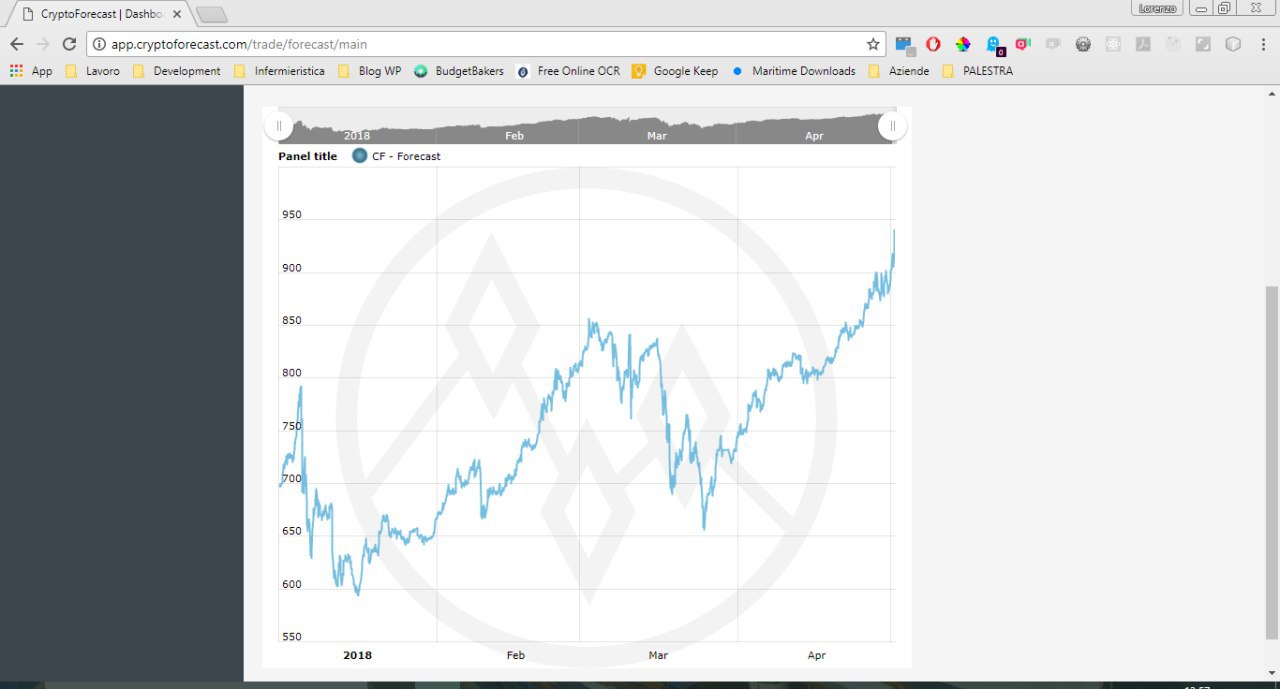 CryptoForecast | Dashbo
Lorenzo
app.cryptoforecast.com/trade/forecast/main
App Lavoro Development Infermieristica Blog WP BudgetBakers Free Online OCR Google Keep Maritime Downloads Aziende PALESTRA
2018 Feb Mar Apr
Panel title CF - Forecast
950
900
850
800
750
700
650
600
550
2018 Feb Mar Apr